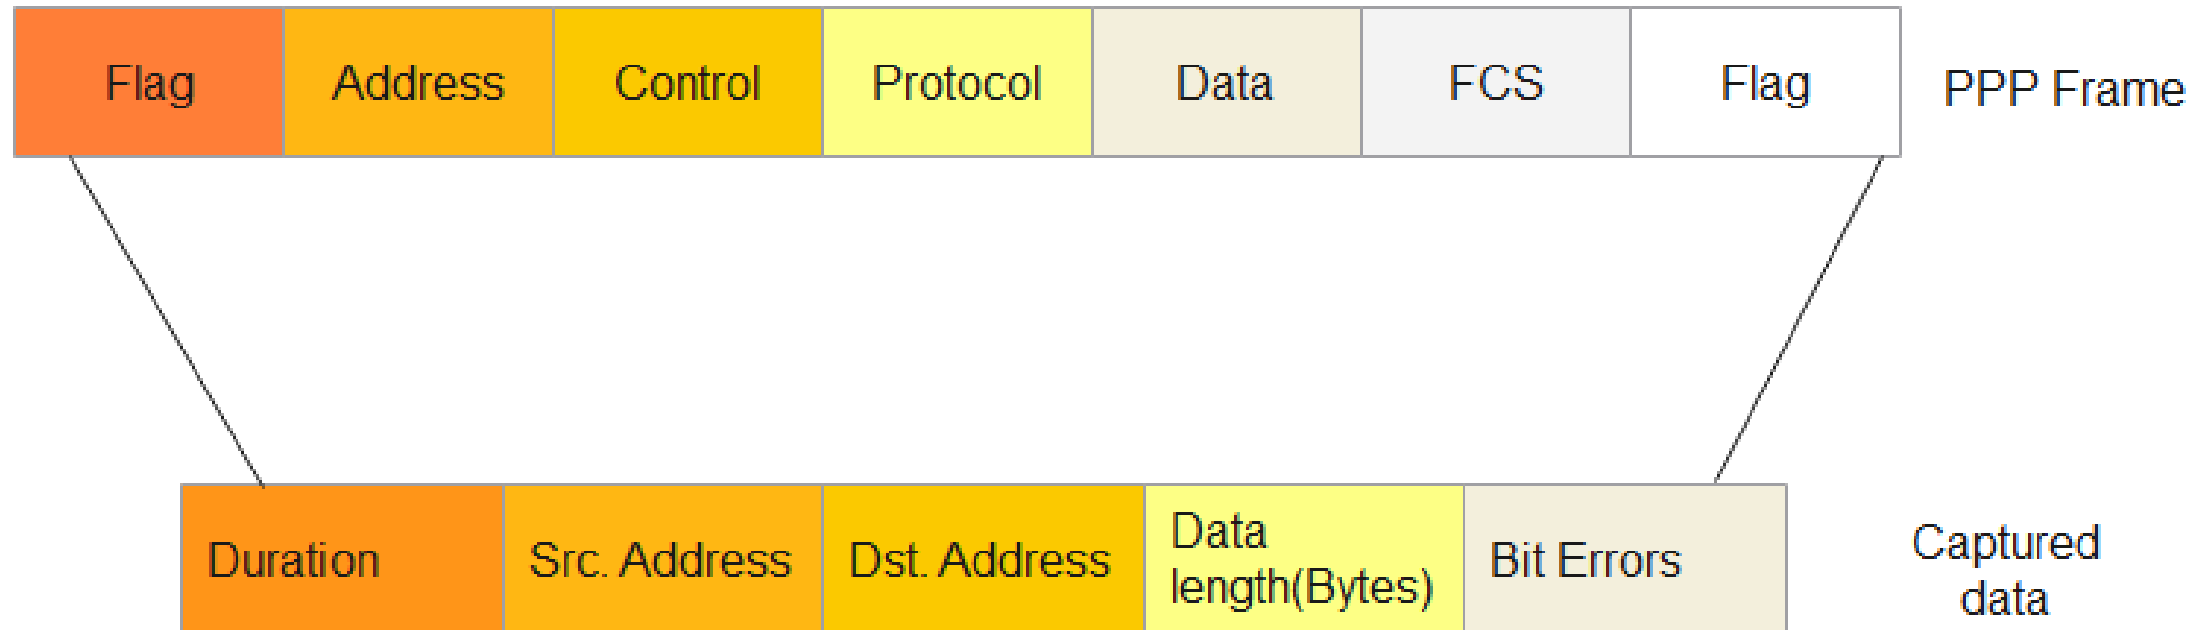 Flag
Address
Control
Protocol
Data
FCS
Flag
PPP Frame
Duration
Src. Address
Dst. Address
Data
length(Bytes)
Bit Errors
Captured
data